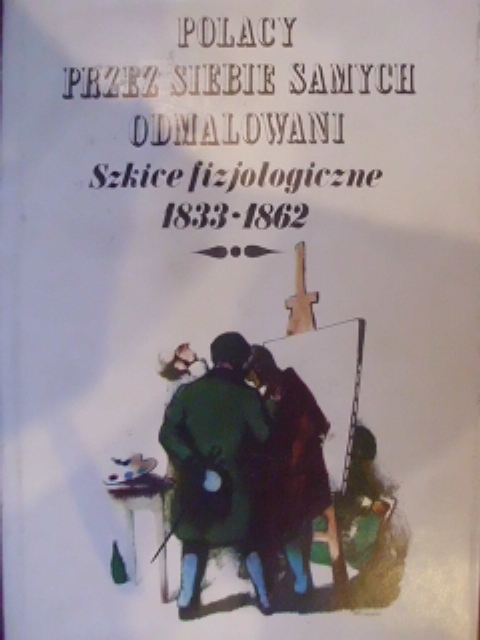 POLACY
PRZEZ SIEBIE SAMYCH
ODMALOWANI
Szkice fizjologiczne
1833·1862